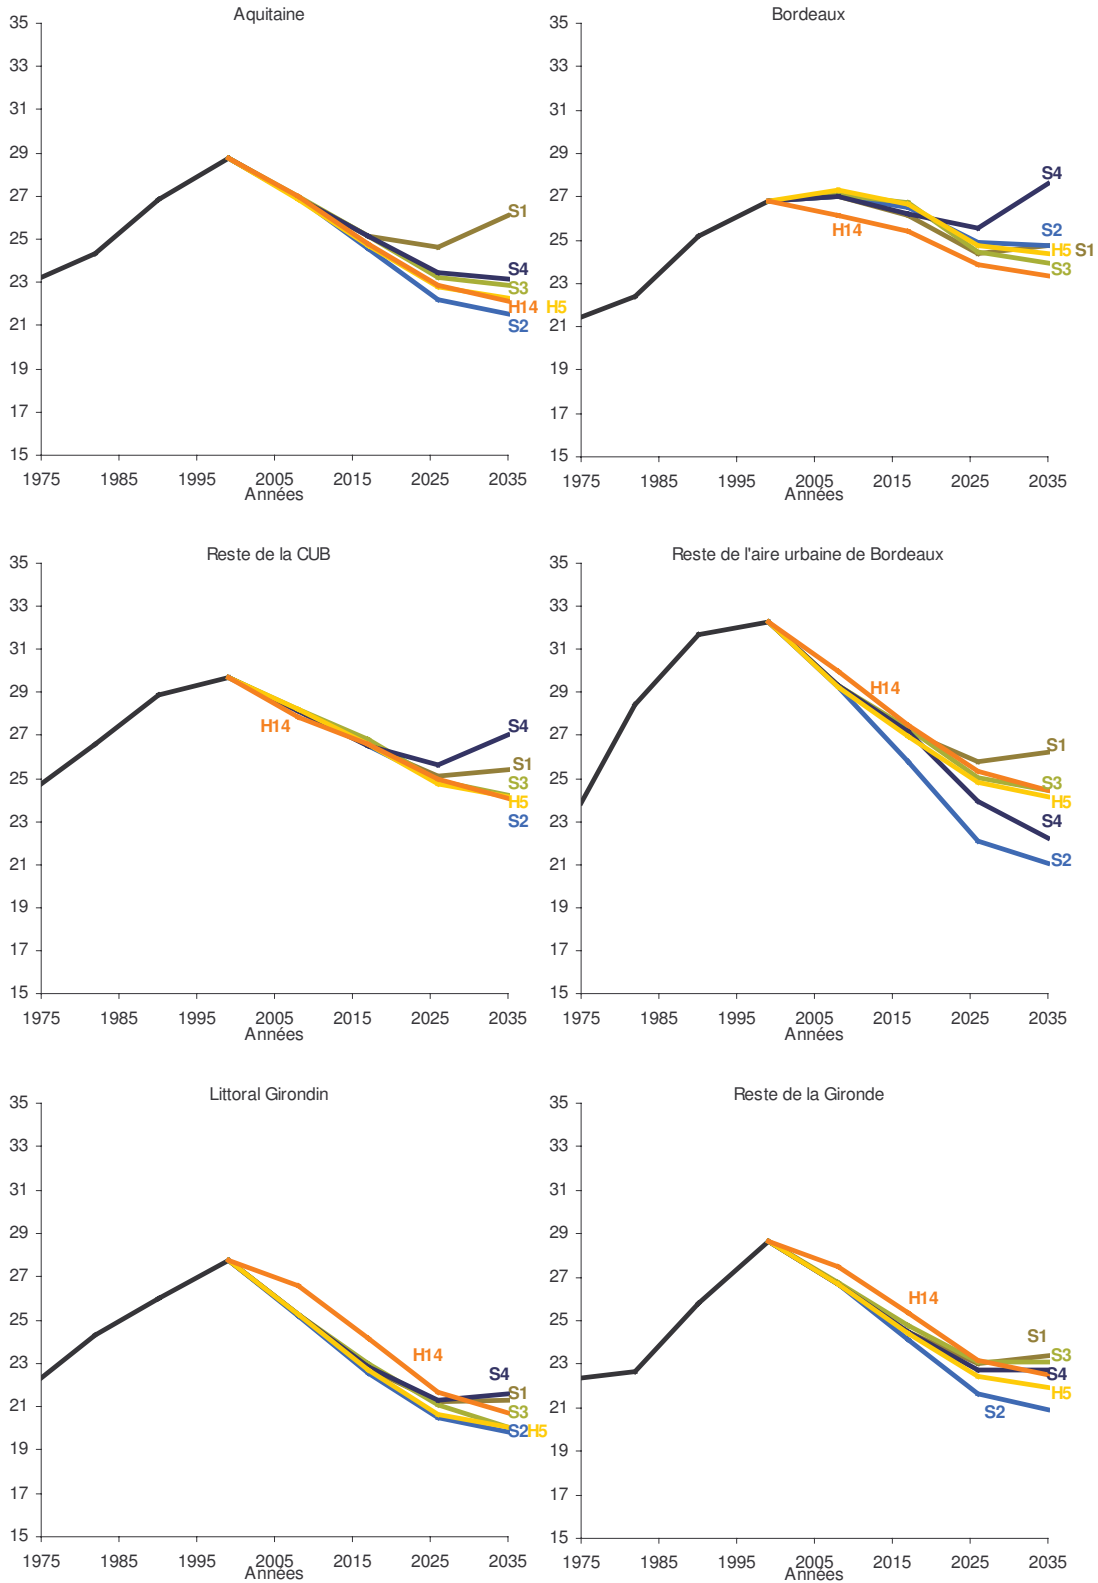 Aquitaine
35
33
31
29
27
25
23
21
19
17
15
S1
S4
S3
H14 H5
S2
1975 1985 1995 2005 2015 2025 2035
Années
Bordeaux
35
33
31
29
27
25
23
21
19
17
15
S4
H14
S2
H5 S1
S3
1975 1985 1995 2005 2015 2025 2035
Années
Reste de la CUB
35
33
31
29
27
25
23
21
19
17
15
H14
S4
S1
S3
H5
S2
1975 1985 1995 2005 2015 2025 2035
Années
Reste de l'aire urbaine de Bordeaux
35
33
31
29
27
25
23
21
19
17
15
H14
S1
S3
H5
S4
S2
1975 1985 1995 2005 2015 2025 2035
Années
Littoral Girondin
35
33
31
29
27
25
23
21
19
17
15
H14
S4
S1
S3
S2H5
1975 1985 1995 2005 2015 2025 2035
Années
Reste de la Gironde
35
33
31
29
27
25
23
21
19
17
15
H14
S1
S3
S4
H5
S2
1975 1985 1995 2005 2015 2025 2035
Années